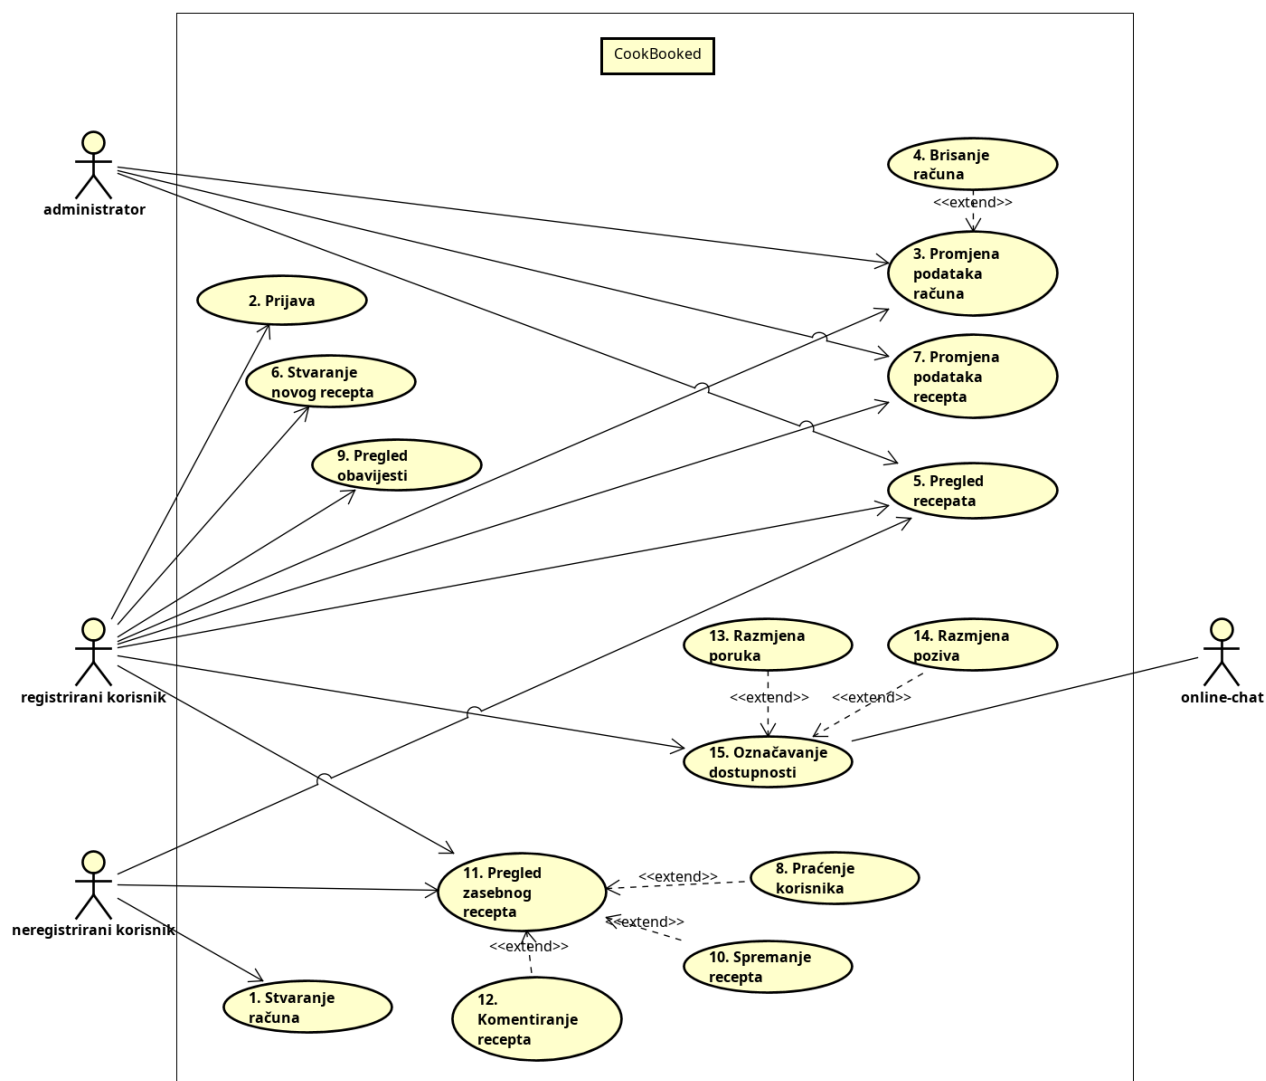 CookBooked
4. Brisanje
računa
<<extend>>
administrator
3. Promjena
podataka
računa
2. Prijava
7. Promjena
podataka
recepta
6. Stvaranje
novog recepta
9. Pregled
obavijesti
5. Pregled
recepata
13. Razmjena
poruka
14. Razmjena
poziva
registrirani korisnik
<<extend>>
<<extend>>
online-chat
15. Označavanje
dostupnosti
11. Pregled
zasebnog
recepta
<<extend>>
8. Praćenje
korisnika
neregistrirani korisnik
<<extend>>
<<extend>>
10. Spremanje
recepta
1. Stvaranje
računa
12.
Komentiranje
recepta